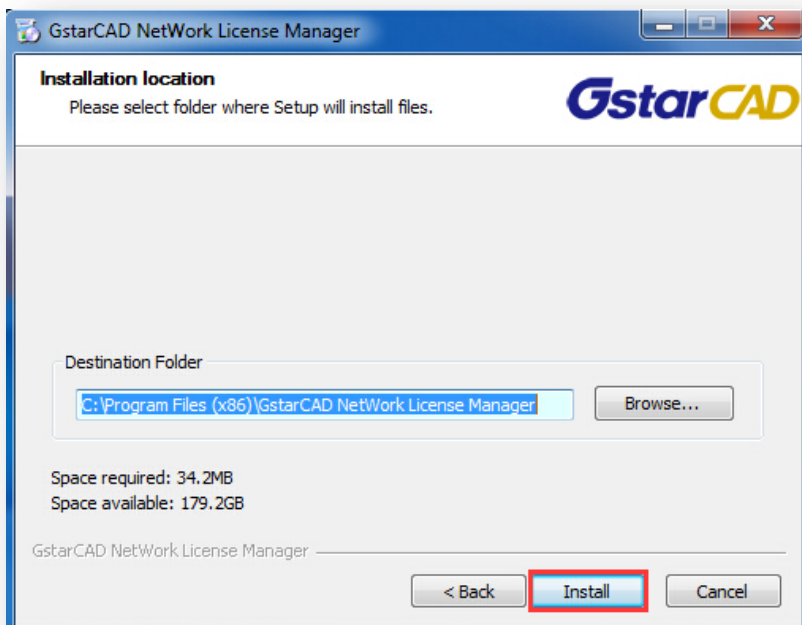 GstarCAD NetWork License Manager
Installation location
Please select folder where Setup will install files.
GstarCAD
Destination Folder
C:\Program Files (x86)\GstarCAD NetWork License Manager
Browse...
Space required: 34.2MB
Space available: 179.2GB
GstarCAD NetWork License Manager
< Back Install Cancel